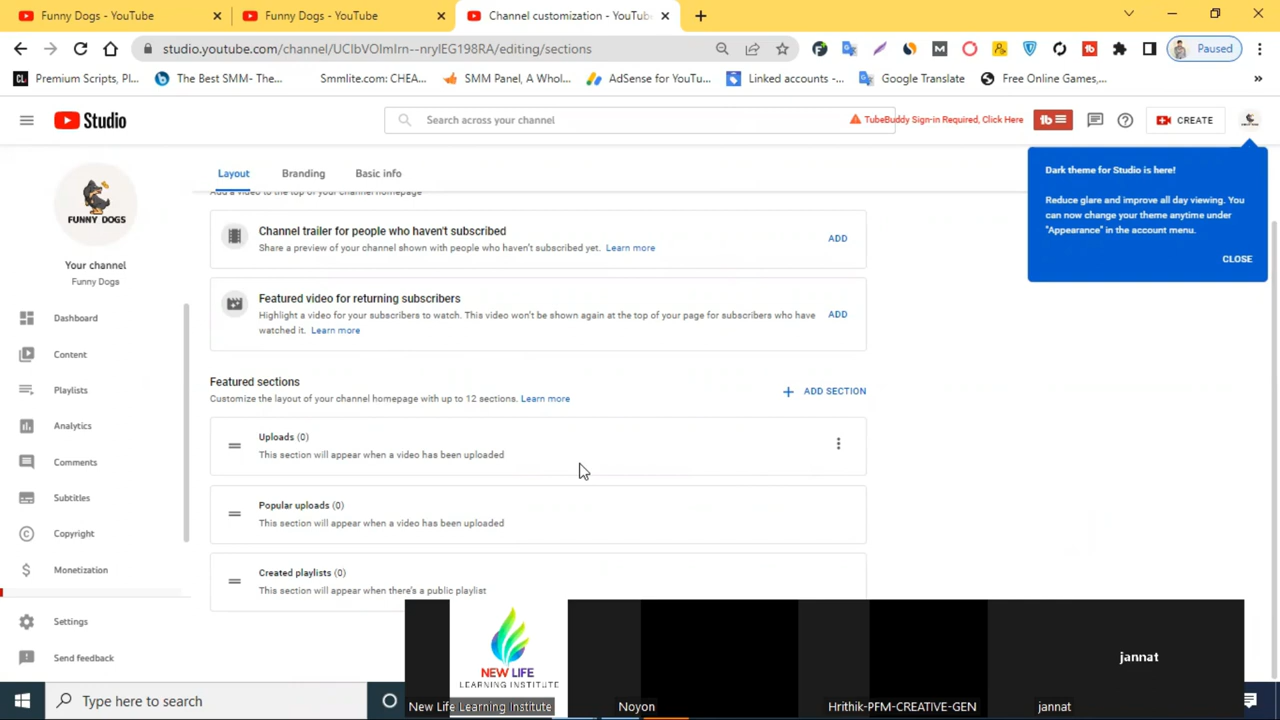 Funny Dogs - YouTube
Funny Dogs - YouTube
Channel customization - YouTube
studio.youtube.com/channel/UCIbVOImIrn--nrylEG198RA/editing/sections
Paused
Premium Scripts, Pl...
The Best SMM- The...
Smmlite.com: CHEA...
SMM Panel, A Whol...
AdSense for YouTu...
Linked accounts -...
Google Translate
Free Online Games,...
Studio
Search across your channel
TubeBuddy Sign-in Required, Click Here
tb
CREATE
Layout
Branding
Basic info
Dark theme for Studio is here!
Reduce glare and improve all day viewing. You
can now change your theme anytime under
"Appearance" in the account menu.
CLOSE
FUNNY DOGS
Your channel
Funny Dogs
Dashboard
Content
Playlists
Analytics
Comments
Subtitles
Copyright
Monetization
Settings
Send feedback
Add a video to the top of your channel homepage
Channel trailer for people who haven't subscribed
Share a preview of your channel shown with people who haven't subscribed yet. Learn more
ADD
Featured video for returning subscribers
Highlight a video for your subscribers to watch. This video won't be shown again at the top of your page for subscribers who have
watched it. Learn more
ADD
Featured sections
Customize the layout of your channel homepage with up to 12 sections. Learn more
ADD SECTION
Uploads (0)
This section will appear when a video has been uploaded
Popular uploads (0)
This section will appear when a video has been uploaded
Created playlists (0)
This section will appear when there's a public playlist
NEW LIFE
LEARNING INSTITUTE
jannat
New Life Learning Institute
Noyon
Hrithik-PFM-CREATIVE-GEN
jannat
Type here to search